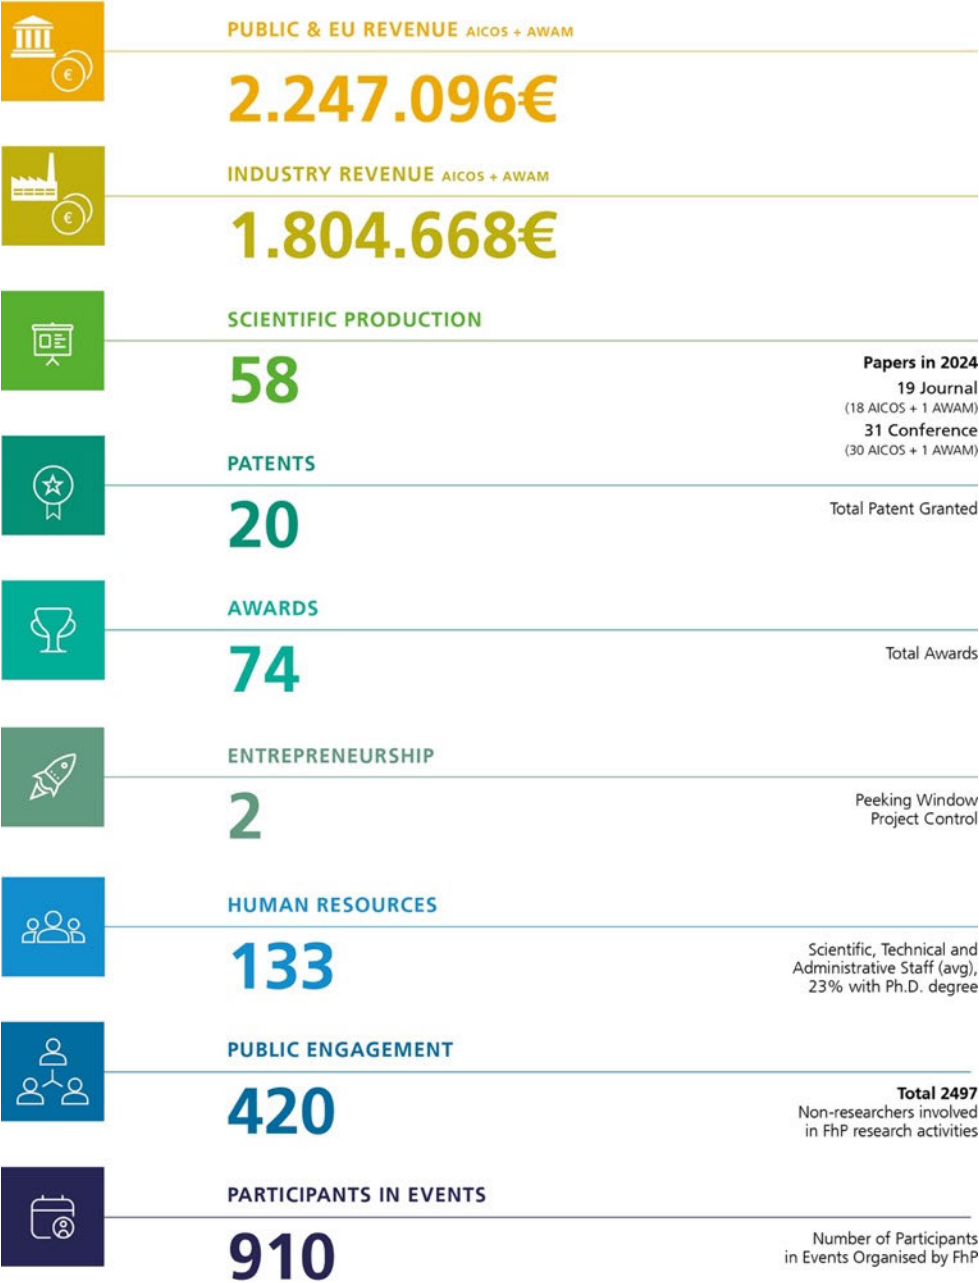 PUBLIC & EU REVENUE AICOS + AWAM
2.247.096€
INDUSTRY REVENUE AICOS + AWAM
1.804.668€
SCIENTIFIC PRODUCTION
58
Papers in 2024
19 Journal
(18 AICOS + 1 AWAM)
31 Conference
(30 AICOS + 1 AWAM)
PATENTS
20
Total Patent Granted
AWARDS
74
Total Awards
ENTREPRENEURSHIP
2
Peeking Window
Project Control
HUMAN RESOURCES
133
Scientific, Technical and
Administrative Staff (avg),
23% with Ph.D. degree
PUBLIC ENGAGEMENT
420
Total 2497
Non-researchers involved
in FhP research activities
PARTICIPANTS IN EVENTS
910
Number of Participants
in Events Organised by FhP